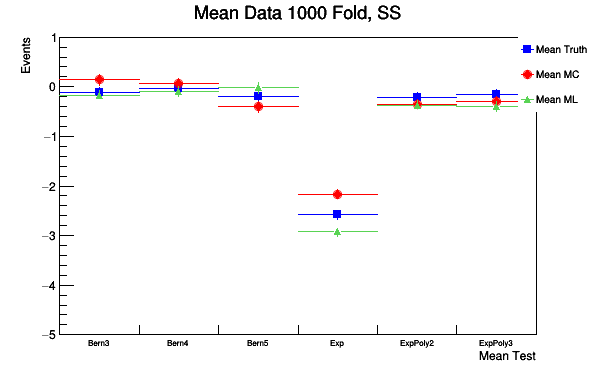 Mean Data 1000 Fold, SS
Events
1
0
−1
−2
−3
−4
−5
Mean Truth
Mean MC
Mean ML
Bern3 Bern4 Bern5 Exp ExpPoly2 ExpPoly3
Mean Test